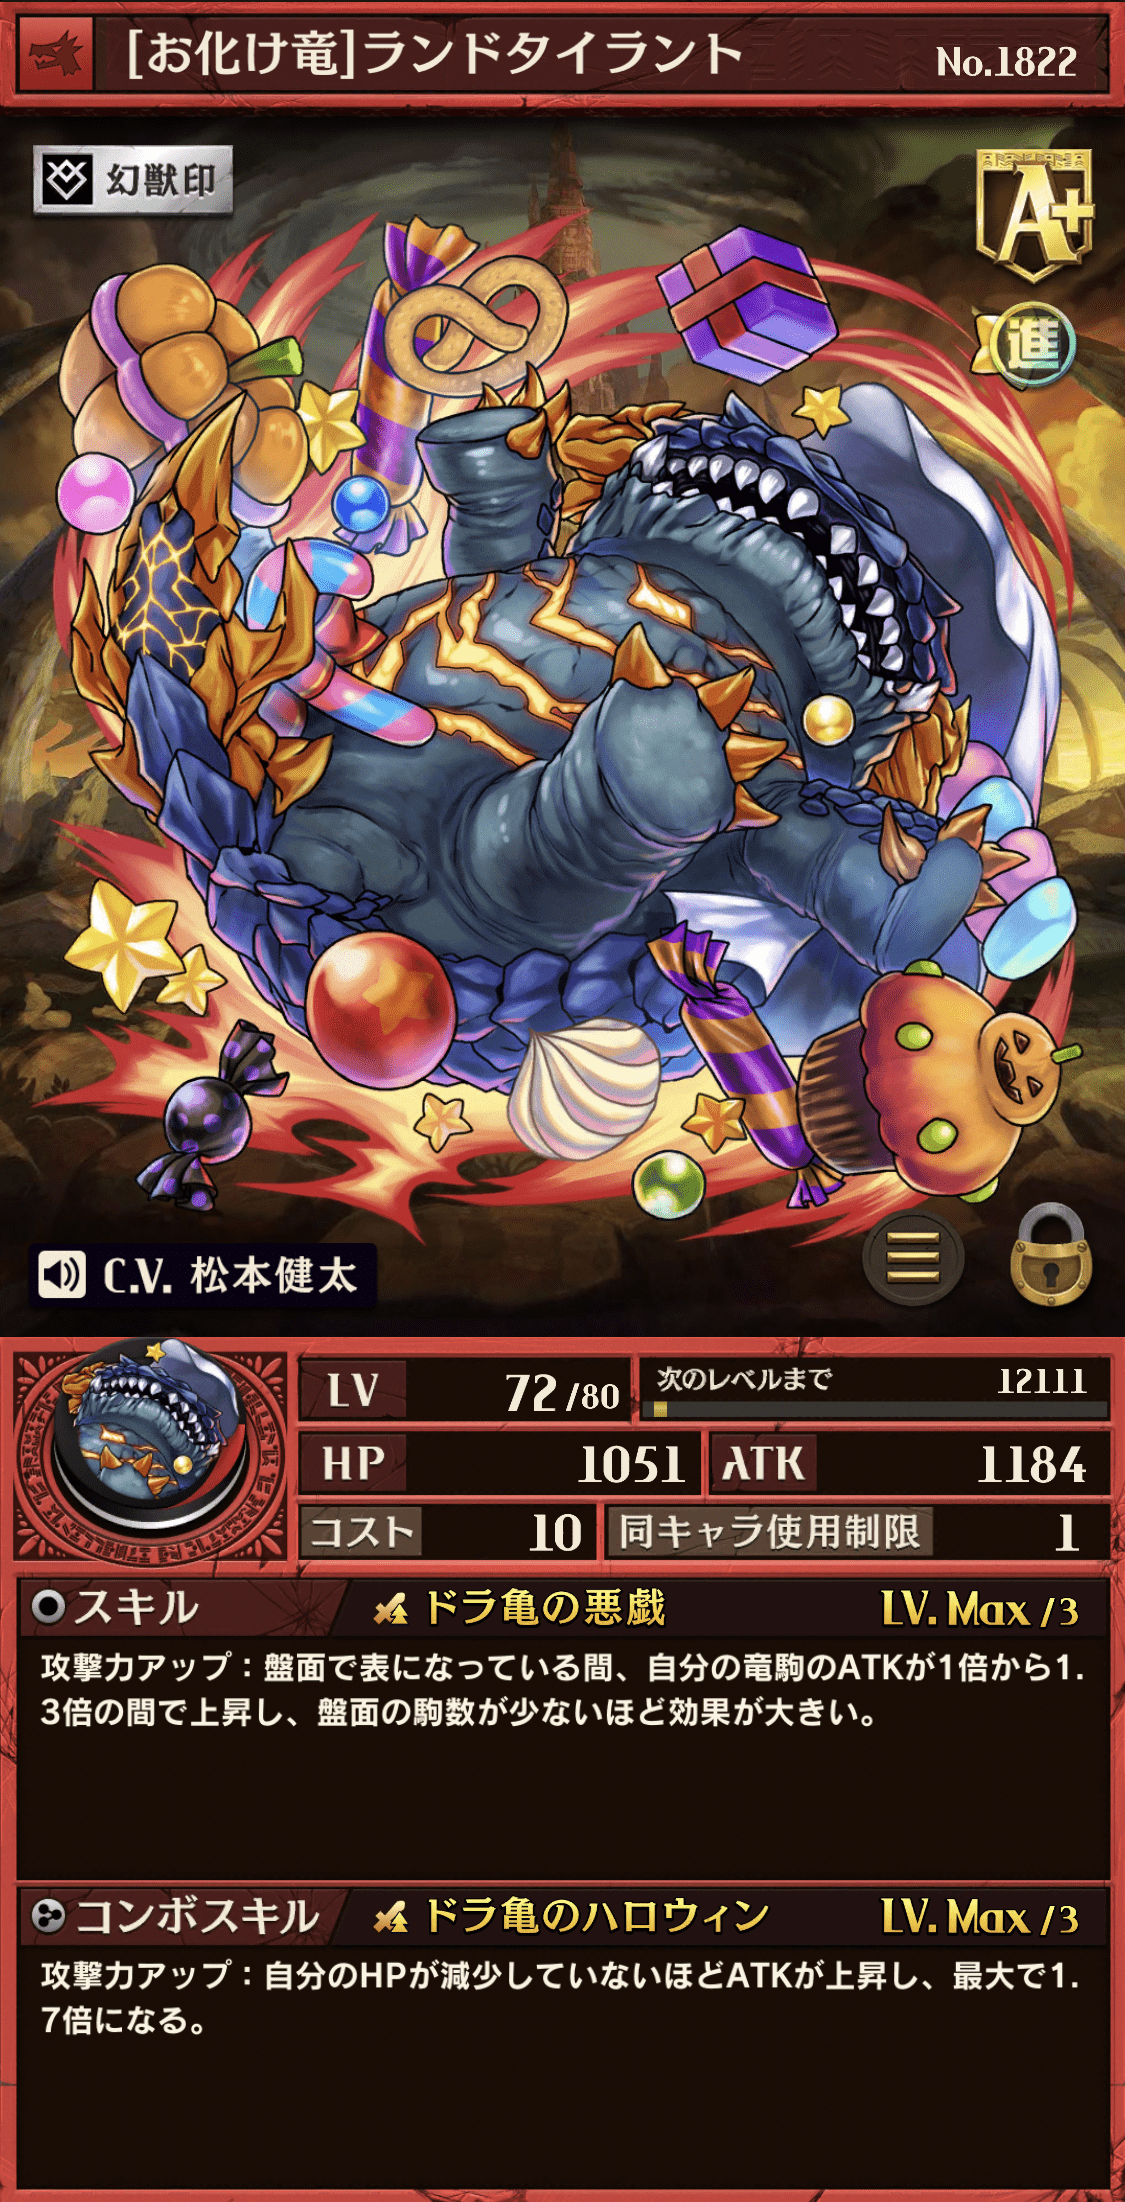 [お化け竜]ランドタイラント
No.1822
幻獣印
A+
進
C.V. 松本健太
LV 72/80
次のレベルまで 12111
HP 1051
ATK 1184
コスト 10
同キャラ使用制限 1
スキル ドラ亀の悪戯 LV. Max /3
攻撃力アップ：盤面で表になっている間、自分の竜駒のATKが1倍から1.
3倍の間で上昇し、盤面の駒数が少ないほど効果が大きい。
コンボスキル ドラ亀のハロウィン LV. Max /3
攻撃力アップ：自分のHPが減少していないほどATKが上昇し、最大で1.
7倍になる。